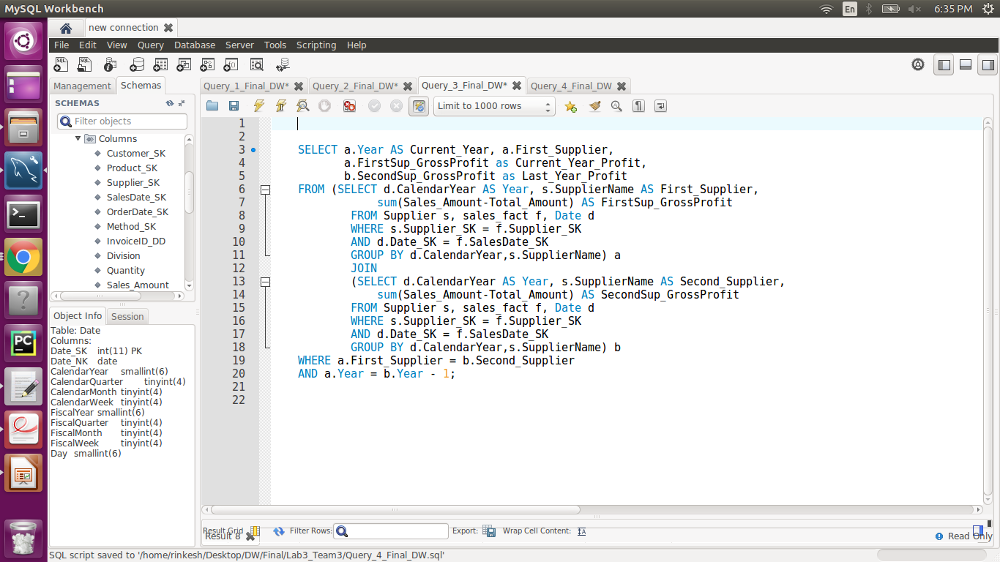 MySQL Workbench
En
6:35 PM
new connection
File Edit View Query Database Server Tools Scripting Help
Management Schemas
Query_1_Final_DW* Query_2_Final_DW* Query_3_Final_DW* Query_4_Final_DW
SCHEMAS
Limit to 1000 rows
Filter objects
Columns
Customer_SK
Product_SK
Supplier_SK
SalesDate_SK
OrderDate_SK
Method_SK
InvoiceID_DD
Division
Quantity
Sales_Amount
Object Info Session
Table: Date
Columns:
Date_SK int(11) PK
Date_NK date
CalendarYear smallint(6)
CalendarQuarter tinyint(4)
CalendarMonth tinyint(4)
CalendarWeek tinyint(4)
FiscalYear smallint(6)
FiscalQuarter tinyint(4)
FiscalMonth tinyint(4)
FiscalWeek tinyint(4)
Day smallint(6)
1
2
3 SELECT a.Year AS Current_Year, a.First_Supplier,
4 a.FirstSup_GrossProfit as Current_Year_Profit,
5 b.SecondSup_GrossProfit as Last_Year_Profit
6 FROM (SELECT d.CalendarYear AS Year, s.SupplierName AS First_Supplier,
7 sum(Sales_Amount-Total_Amount) AS FirstSup_GrossProfit
8 FROM Supplier s, sales_fact f, Date d
9 WHERE s.Supplier_SK = f.Supplier_SK
10 AND d.Date_SK = f.SalesDate_SK
11 GROUP BY d.CalendarYear,s.SupplierName) a
12 JOIN
13 (SELECT d.CalendarYear AS Year, s.SupplierName AS Second_Supplier,
14 sum(Sales_Amount-Total_Amount) AS SecondSup_GrossProfit
15 FROM Supplier s, sales_fact f, Date d
16 WHERE s.Supplier_SK = f.Supplier_SK
17 AND d.Date_SK = f.SalesDate_SK
18 GROUP BY d.CalendarYear,s.SupplierName) b
19 WHERE a.First_Supplier = b.Second_Supplier
20 AND a.Year = b.Year - 1;
21
22
Result Grid Filter Rows: Export: Wrap Cell Content:
Result 8 Read Only
SQL script saved to '/home/rinkesh/Desktop/DW/Final/Lab3_Team3/Query_4_Final_DW.sql'
PC